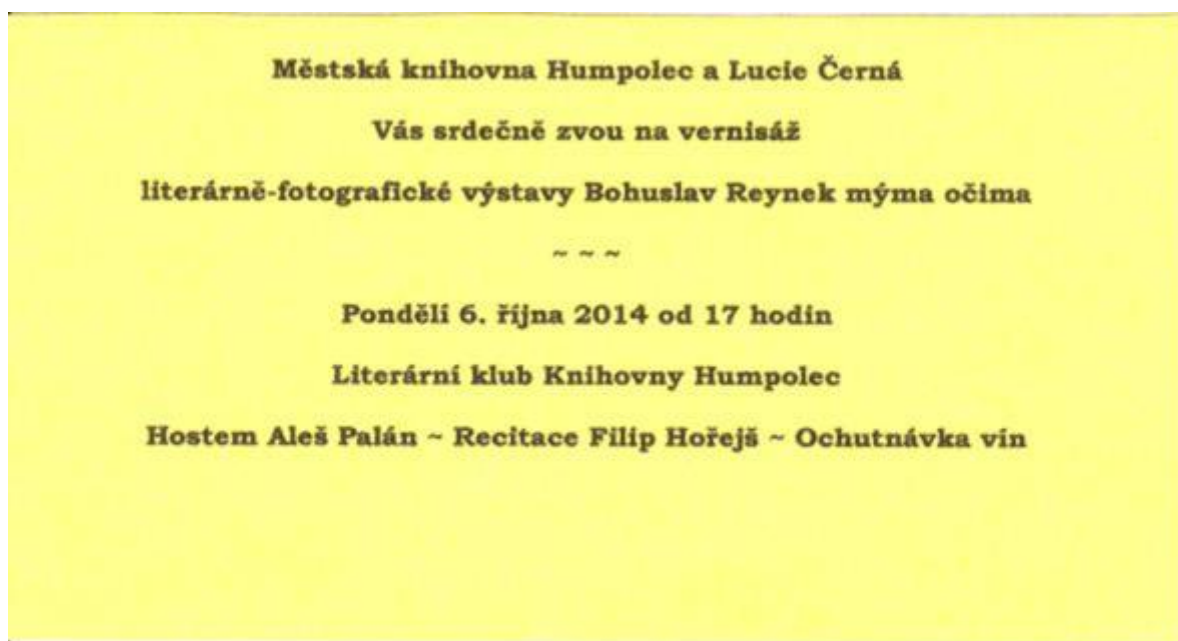 Městská knihovna Humpolec a Lucie Černá
Vás srdečně zvou na vernisáž
literárně-fotografické výstavy Bohuslav Reynek mýma očima
~ ~ ~
Pondělí 6. října 2014 od 17 hodin
Literární klub Knihovny Humpolec
Hostem Aleš Palán ~ Recitace Filip Hořejš ~ Ochutnávka vín